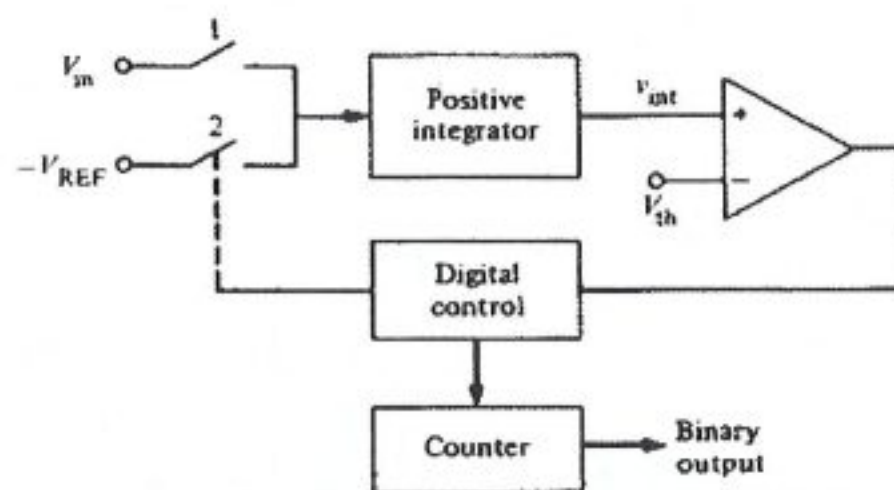 1
V_in
2
-V_REF
Positive
integrator
v_int
+
-
V_th
Digital
control
Counter
Binary
output